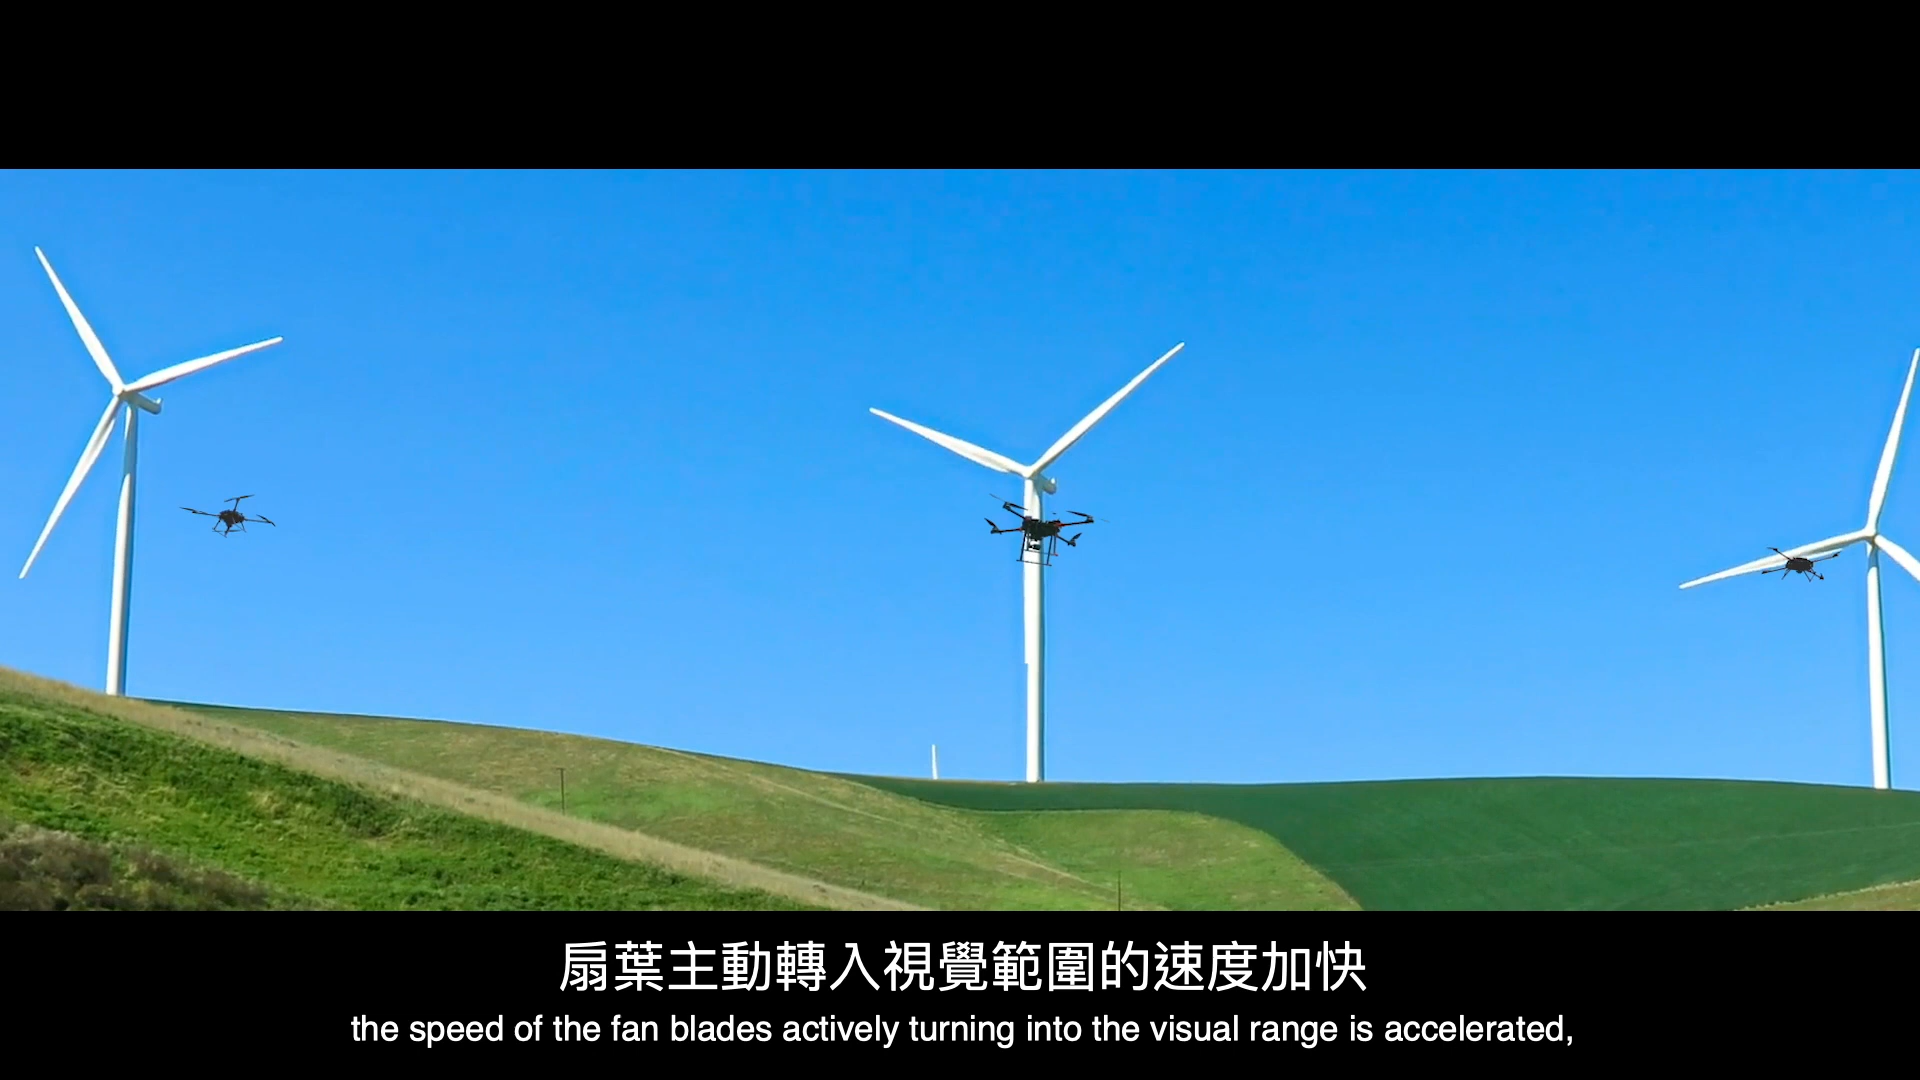 扇葉主動轉入視覺範圍的速度加快
the speed of the fan blades actively turning into the visual range is accelerated,